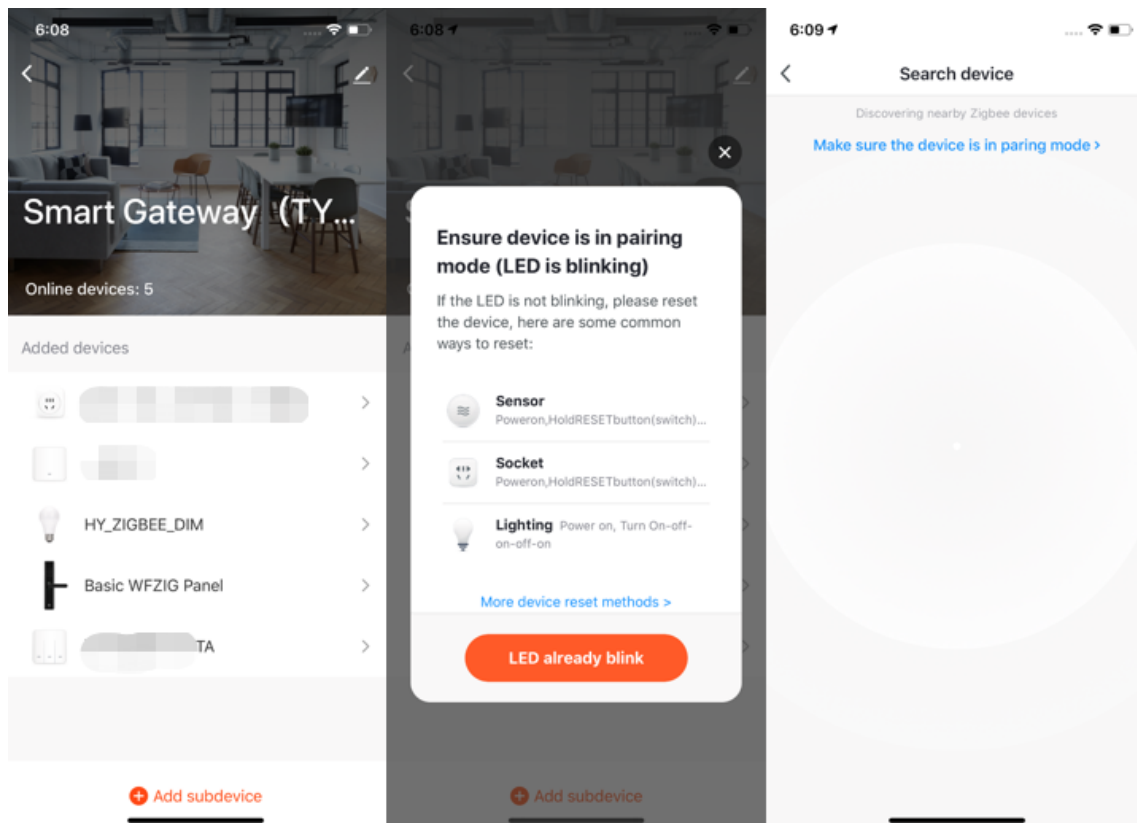 6:08
Smart Gateway（TY...
Online devices: 5
Added devices
HY_ZIGBEE_DIM
Basic WFZIG Panel
TA
Add subdevice
6:08
Ensure device is in pairing
mode (LED is blinking)
If the LED is not blinking, please reset
the device, here are some common
ways to reset:
Sensor
Poweron,HoldRESETbutton(switch)...
Socket
Poweron,HoldRESETbutton(switch)...
Lighting Power on, Turn On-off-
on-off-on
More device reset methods >
LED already blink
Add subdevice
6:09
Search device
Discovering nearby Zigbee devices
Make sure the device is in paring mode >